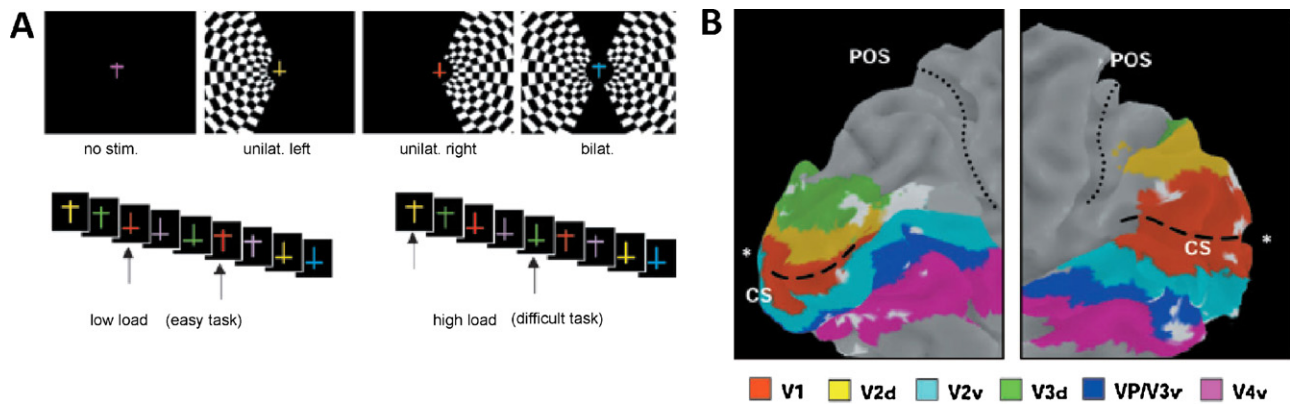 A
no stim.
unilat. left
unilat. right
bilat.
low load (easy task)
high load (difficult task)
B
POS
CS
*
POS
CS
*
V1 V2d V2v V3d VP/V3v V4v